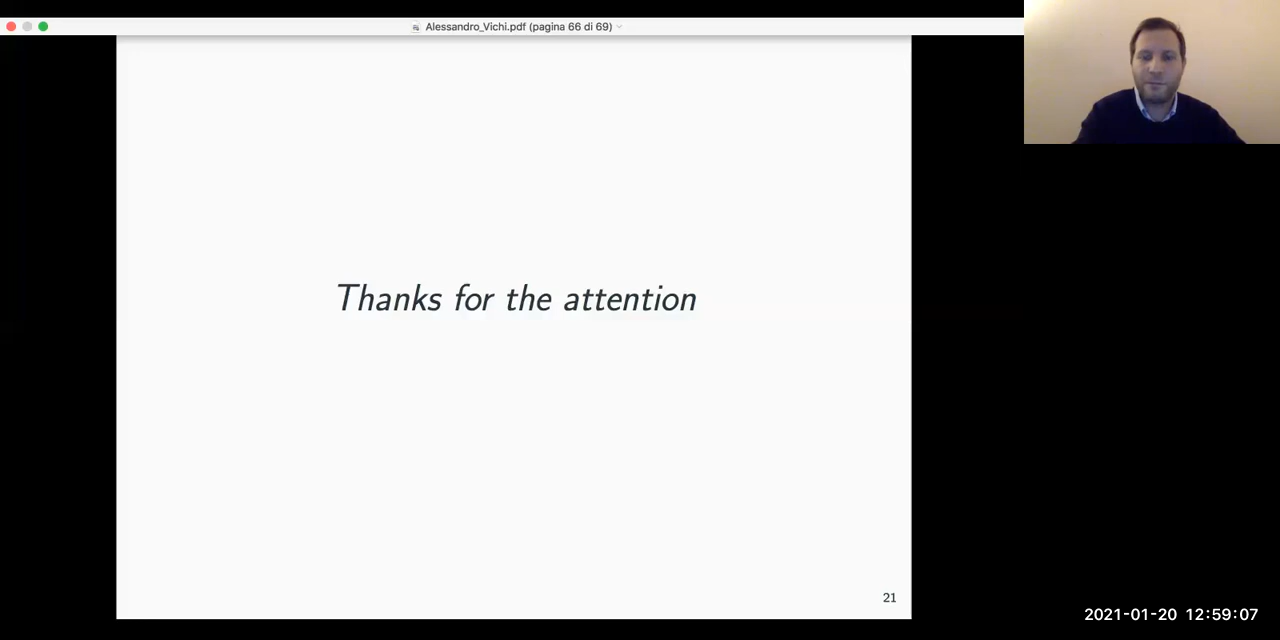 Alessandro_Vichi.pdf (pagina 66 di 69)
Thanks for the attention
21
2021-01-20 12:59:07